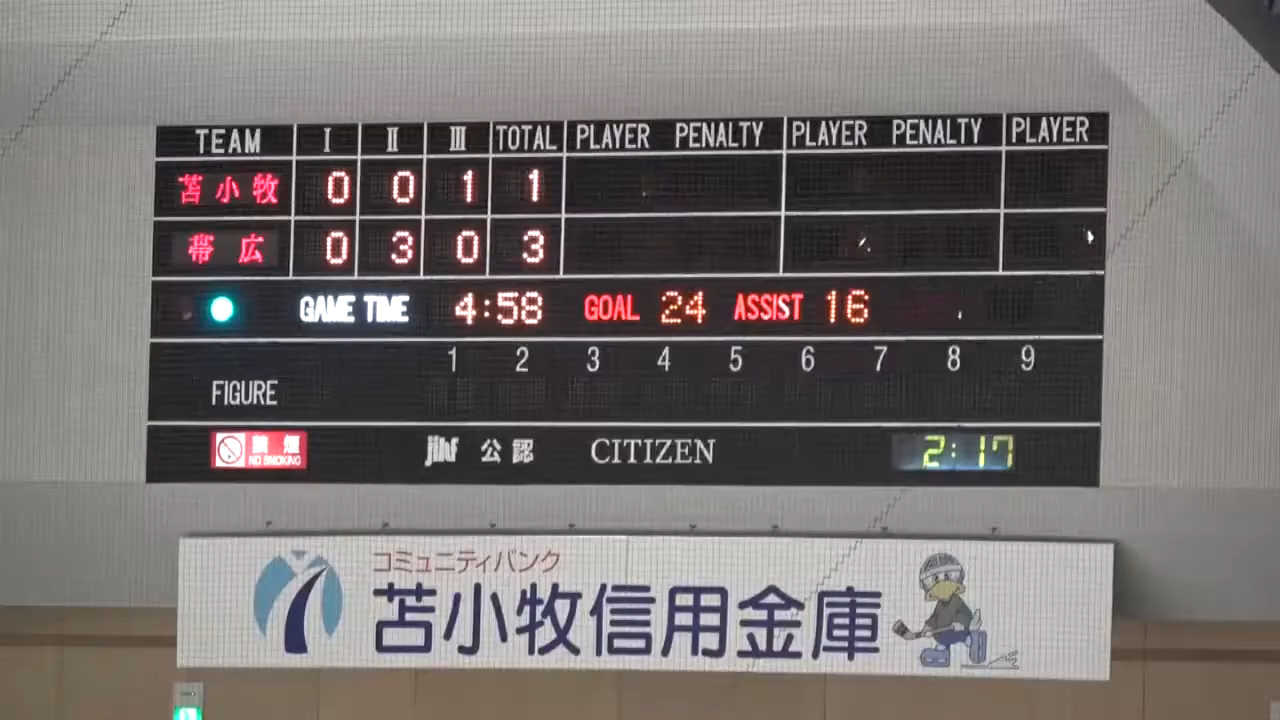 TEAM Ⅰ Ⅱ Ⅲ TOTAL PLAYER PENALTY PLAYER PENALTY PLAYER
苫小牧 0 0 1 1
帯広 0 3 0 3
GAME TIME 4:58 GOAL 24 ASSIST 16
1 2 3 4 5 6 7 8 9
FIGURE
禁煙
NO SMOKING
jihf 公認 CITIZEN 2:17
コミュニティバンク
苫小牧信用金庫